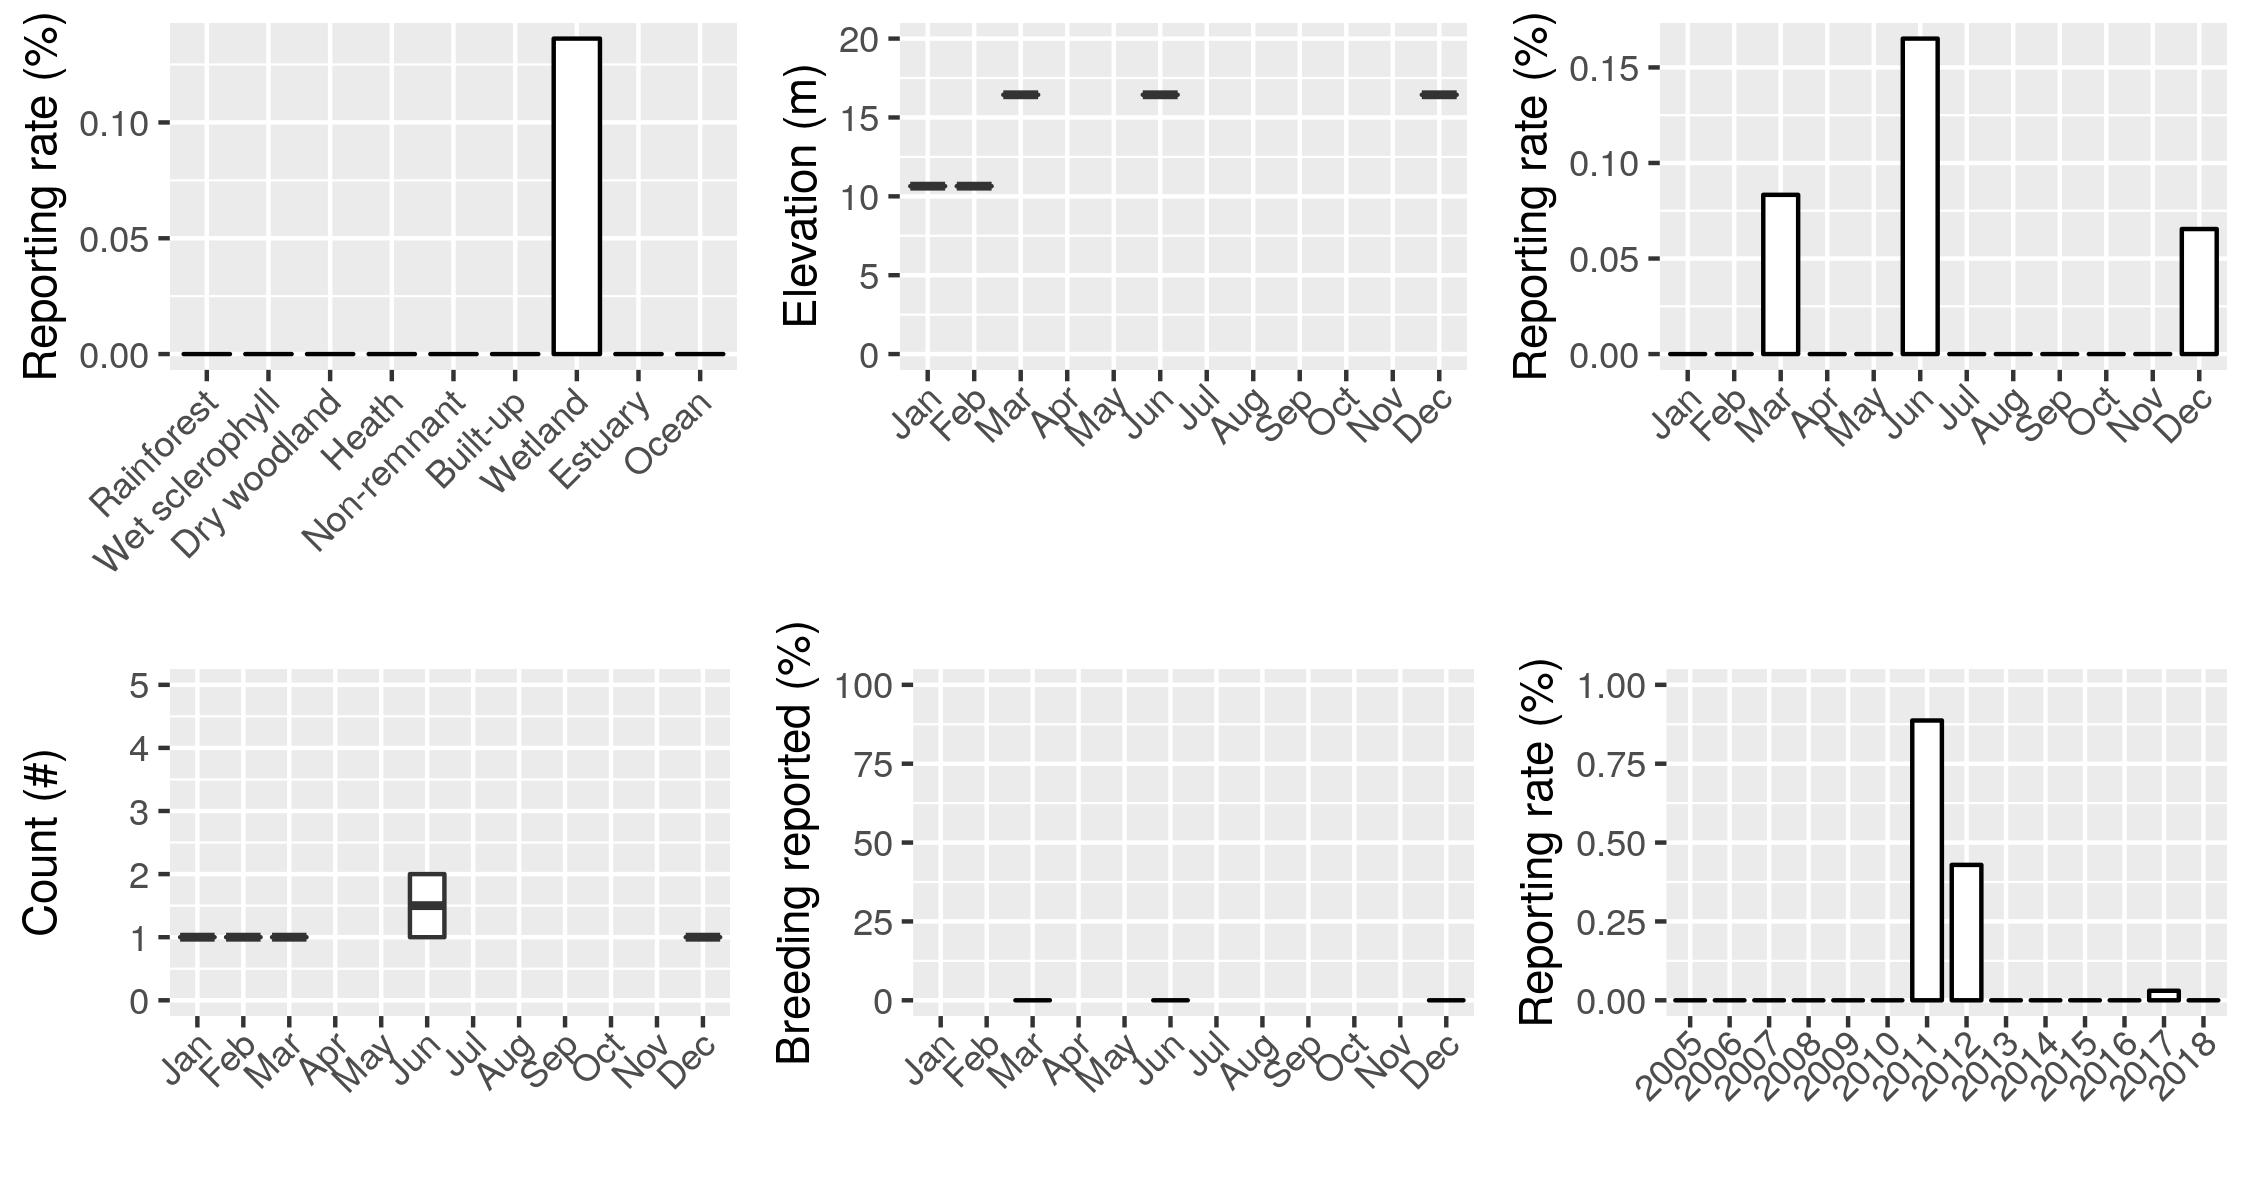 Reporting rate (%)
0.10
0.05
0.00
Rainforest
Wet sclerophyll
Dry woodland
Heath
Non-remnant
Built-up
Wetland
Estuary
Ocean
Elevation (m)
20
15
10
5
0
Jan
Feb
Mar
Apr
May
Jun
Jul
Aug
Sep
Oct
Nov
Dec
Reporting rate (%)
0.15
0.10
0.05
0.00
Jan
Feb
Mar
Apr
May
Jun
Jul
Aug
Sep
Oct
Nov
Dec
Count (#)
5
4
3
2
1
0
Jan
Feb
Mar
Apr
May
Jun
Jul
Aug
Sep
Oct
Nov
Dec
Breeding reported (%)
100
75
50
25
0
Jan
Feb
Mar
Apr
May
Jun
Jul
Aug
Sep
Oct
Nov
Dec
Reporting rate (%)
1.00
0.75
0.50
0.25
0.00
2005
2006
2007
2008
2009
2010
2011
2012
2013
2014
2015
2016
2017
2018